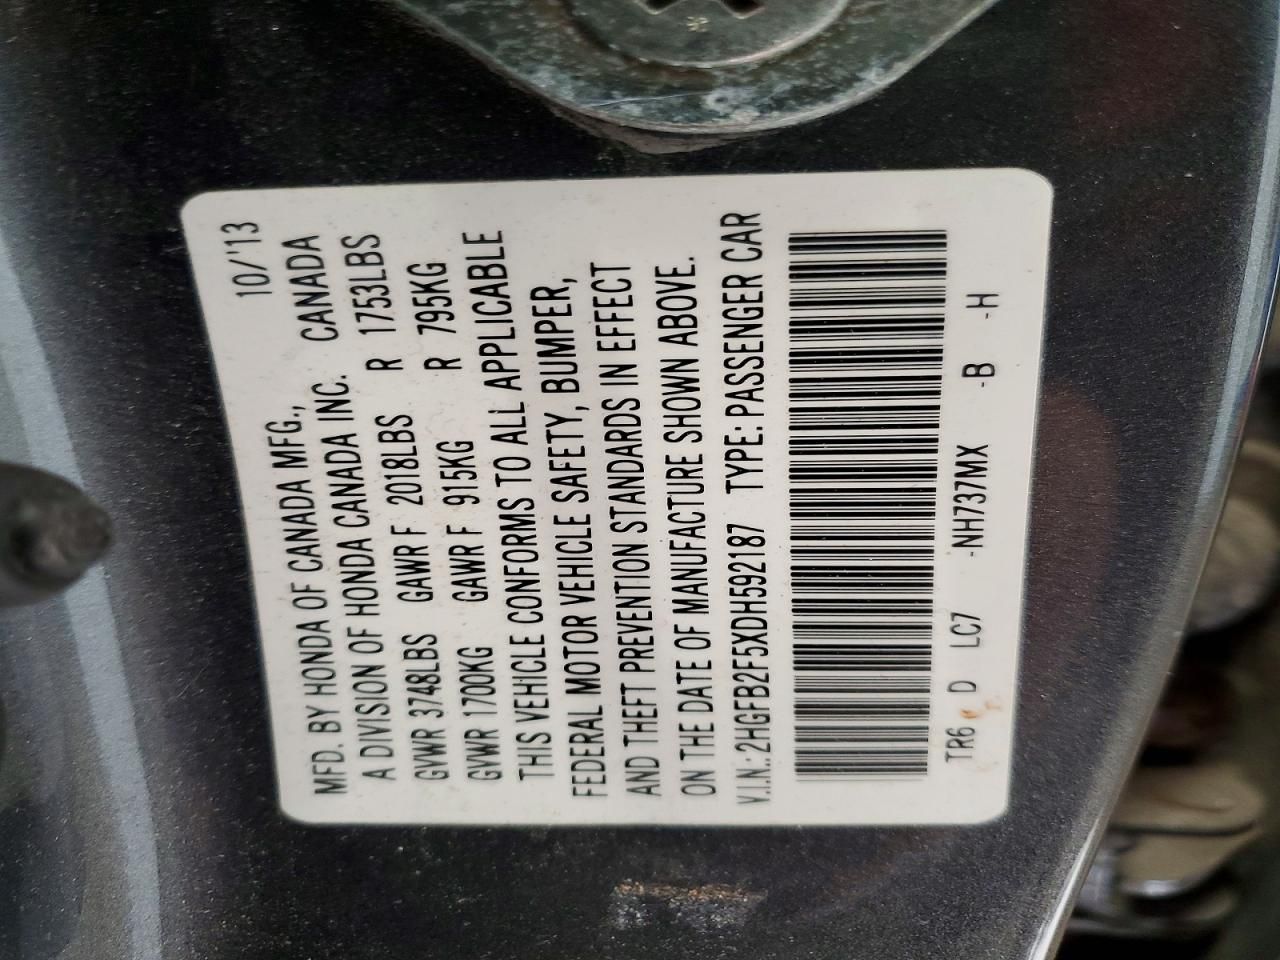 10/'13
MFD. BY HONDA OF CANADA MFG.,
A DIVISION OF HONDA CANADA INC. CANADA
GVWR 3748LBS GAWR F 2018LBS R 1753LBS
GVWR 1700KG GAWR F 915KG R 795KG
THIS VEHICLE CONFORMS TO ALL APPLICABLE
FEDERAL MOTOR VEHICLE SAFETY, BUMPER,
AND THEFT PREVENTION STANDARDS IN EFFECT
ON THE DATE OF MANUFACTURE SHOWN ABOVE.
V.I.N.: 2HGFB2F5XDH592187 TYPE: PASSENGER CAR
TR6 D LC7 -NH737MX -B -H